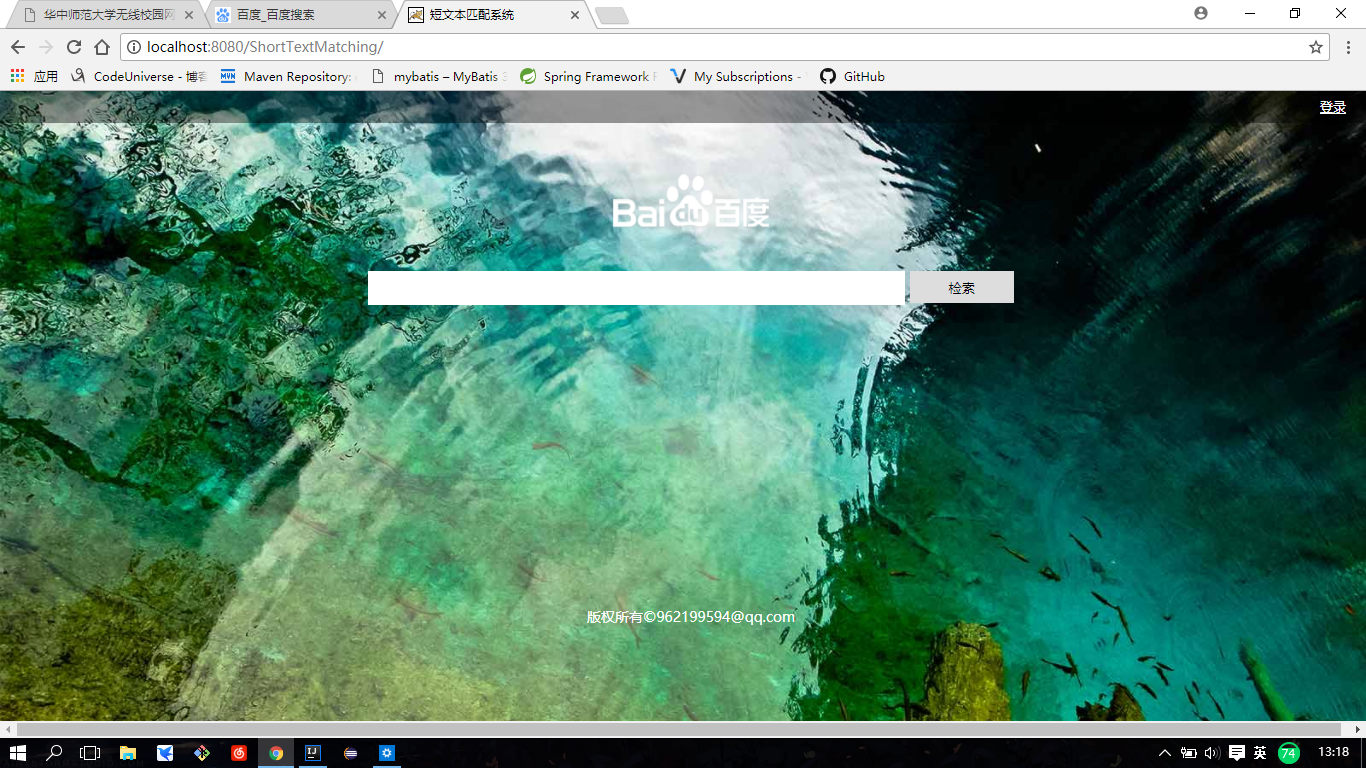 华中师范大学无线校园网
百度_百度搜索
短文本匹配系统
localhost:8080/ShortTextMatching/
应用
CodeUniverse - 博客
Maven Repository:
mybatis – MyBatis 3
Spring Framework
My Subscriptions -
GitHub
登录
Bai du 百度
检索
版权所有©962199594@qq.com
英
74
13:18